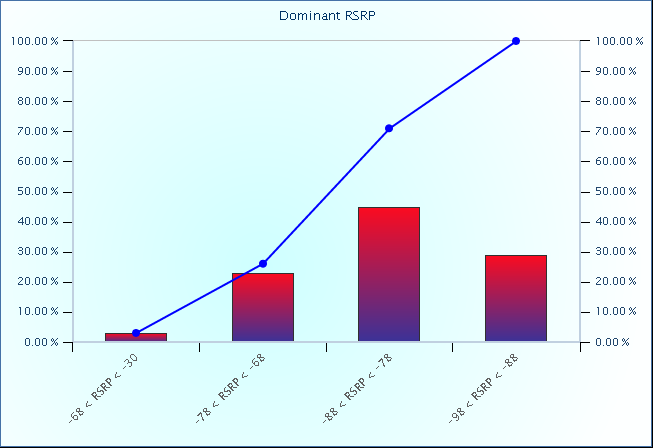 Dominant RSRP
100.00 % 100.00 %
90.00 % 90.00 %
80.00 % 80.00 %
70.00 % 70.00 %
60.00 % 60.00 %
50.00 % 50.00 %
40.00 % 40.00 %
30.00 % 30.00 %
20.00 % 20.00 %
10.00 % 10.00 %
0.00 % 0.00 %
-68 < RSRP < -30
-78 < RSRP < -68
-88 < RSRP < -78
-98 < RSRP < -88